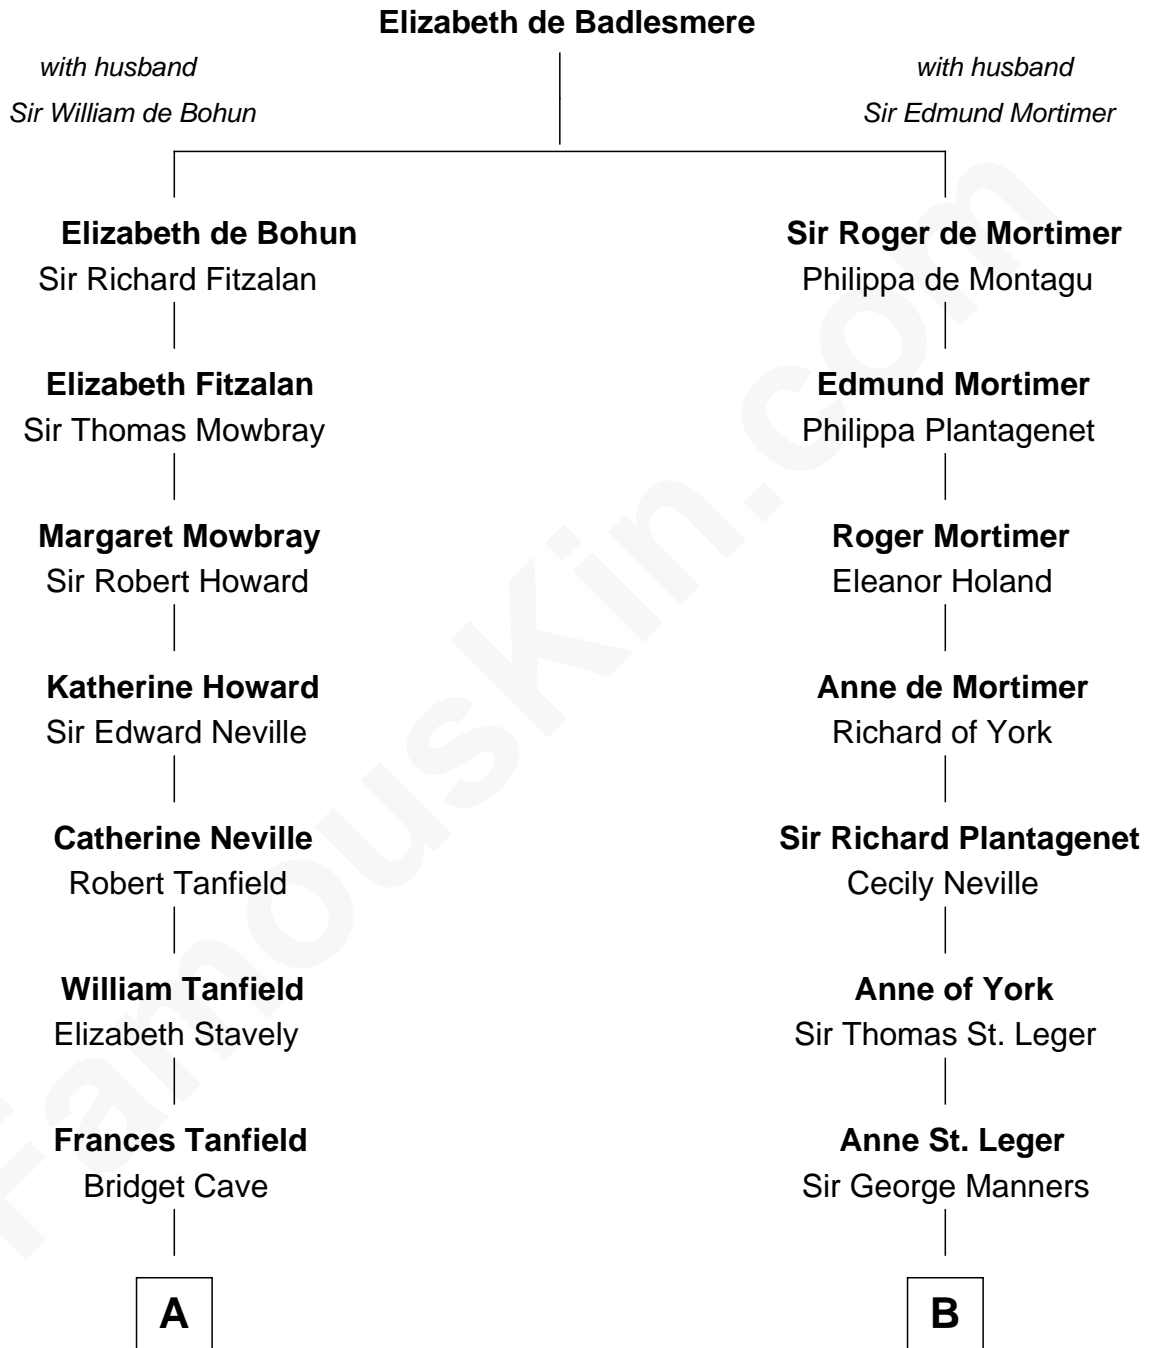 Elizabeth de Badlesmere
with husband
Sir William de Bohun
with husband
Sir Edmund Mortimer
Elizabeth de Bohun
Sir Richard Fitzalan
Sir Roger de Mortimer
Philippa de Montagu
Elizabeth Fitzalan
Sir Thomas Mowbray
Edmund Mortimer
Philippa Plantagenet
Margaret Mowbray
Sir Robert Howard
Roger Mortimer
Eleanor Holand
Katherine Howard
Sir Edward Neville
Anne de Mortimer
Richard of York
Catherine Neville
Robert Tanfield
Sir Richard Plantagenet
Cecily Neville
William Tanfield
Elizabeth Stavely
Anne of York
Sir Thomas St. Leger
Frances Tanfield
Bridget Cave
Anne St. Leger
Sir George Manners
A
B
FamousKin.com